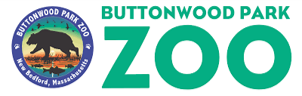 BUTTONWOOD PARK ZOO
New Bedford, Massachusetts
BUTTONWOOD PARK
ZOO